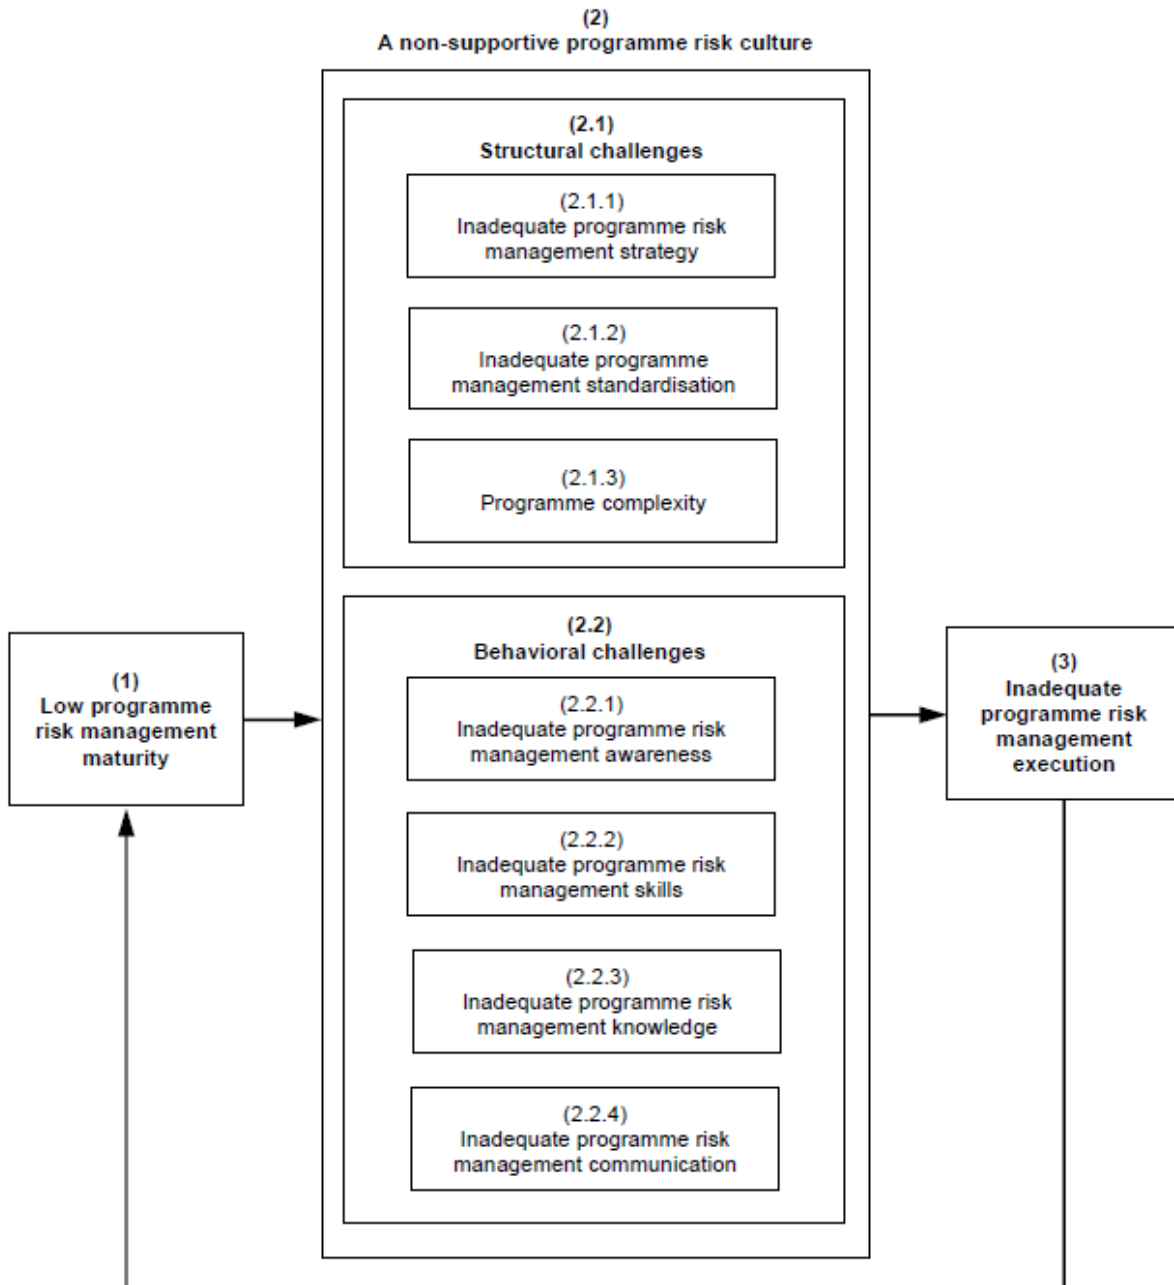 (2)
A non-supportive programme risk culture
(2.1)
Structural challenges
(2.1.1)
Inadequate programme risk
management strategy
(2.1.2)
Inadequate programme
management standardisation
(2.1.3)
Programme complexity
(2.2)
Behavioral challenges
(2.2.1)
Inadequate programme risk
management awareness
(2.2.2)
Inadequate programme risk
management skills
(2.2.3)
Inadequate programme risk
management knowledge
(2.2.4)
Inadequate programme risk
management communication
(1)
Low programme
risk management
maturity
(3)
Inadequate
programme risk
management
execution